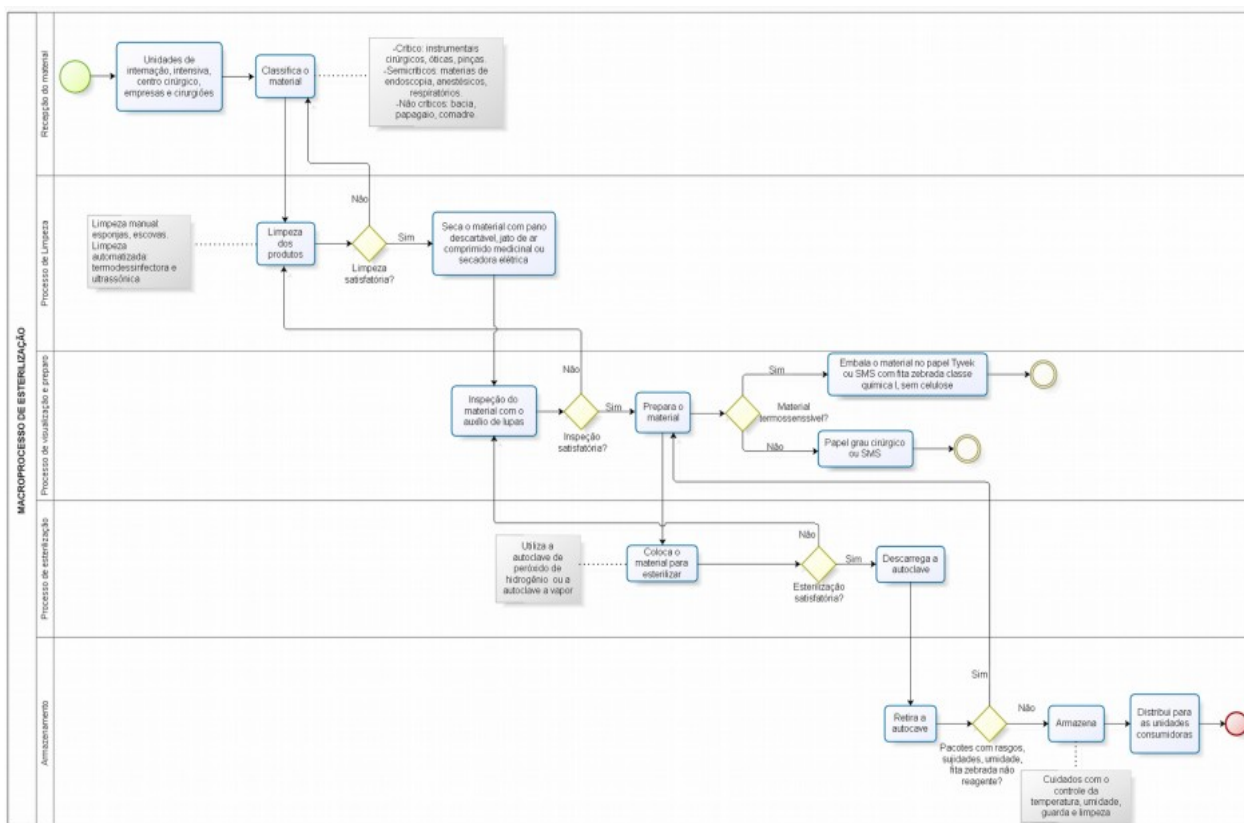 MACROPROCESSO DE ESTERILIZAÇÃO
Recepção do material
Unidades de
internação, intensiva,
centro cirúrgico,
empresas e cirurgiões
Classifica o
material
-Crítico: instrumentais
cirúrgicos, óticas, pinças.
-Semicríticos: materias de
endoscopia, anestésicos,
respiratórios.
-Não críticos: bacia,
papagaio, comadre.
Processo de Limpeza
Limpeza manual
esponjas, escovas.
Limpeza
automatizada:
termodessinfectora e
ultrassônica
Limpeza
dos
produtos
Não
Sim
Limpeza
satisfatória?
Seca o material com pano
descartável, jato de ar
comprimido medicinal ou
secadora elétrica
Processo de visualização e preparo
Inspeção do
material com o
auxílio de lupas
Não
Sim
Inspeção
satisfatória?
Prepara o
material
Sim
Material
termossenssível?
Não
Embala o material no papel Tyvek
ou SMS com fita zebrada classe
química I, sem celulose
Papel grau cirúrgico
ou SMS
Processo de esterilização
Utiliza a
autoclave de
peróxido de
hidrogênio ou a
autoclave a vapor
Coloca o
material para
esterilizar
Não
Sim
Esterilização
satisfatória?
Descarrega a
autoclave
Armazenamento
Retira a
autocave
Sim
Não
Pacotes com rasgos,
sujidades, umidade,
fita zebrada não
reagente?
Armazena
Distribui para
as unidades
consumidoras
Cuidados com o
controle da
temperatura, umidade,
guarda e limpeza